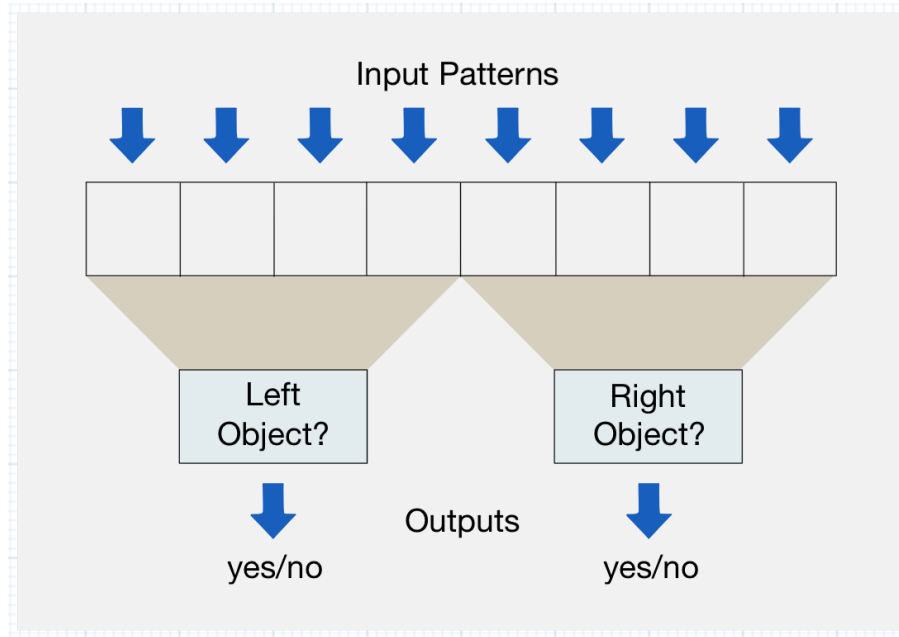 Input Patterns
Left
Object?
Right
Object?
Outputs
yes/no
yes/no